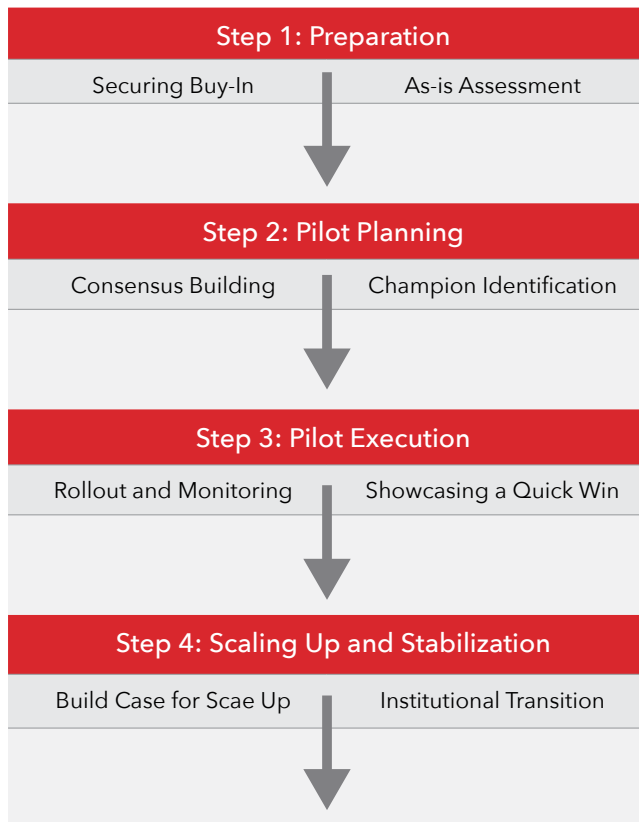 Step 1: Preparation
Securing Buy-In
As-is Assessment
Step 2: Pilot Planning
Consensus Building
Champion Identification
Step 3: Pilot Execution
Rollout and Monitoring
Showcasing a Quick Win
Step 4: Scaling Up and Stabilization
Build Case for Scae Up
Institutional Transition